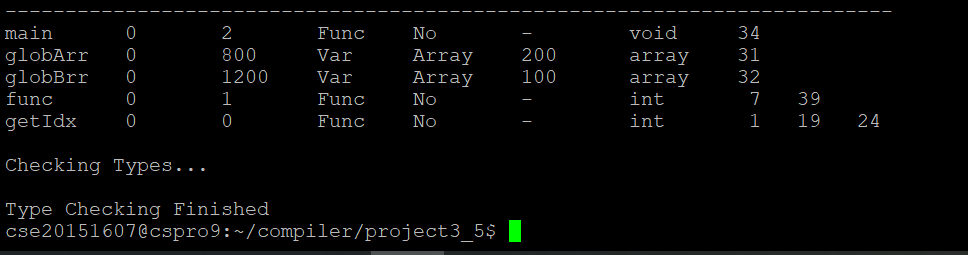 --------------------------------------------------------------------------
main 0 2 Func No - void 34
globArr 0 800 Var Array 200 array 31
globBrr 0 1200 Var Array 100 array 32
func 0 1 Func No - int 7 39
getIdx 0 0 Func No - int 1 19 24
Checking Types...
Type Checking Finished
cse20151607@cspro9:~/compiler/project3_5$